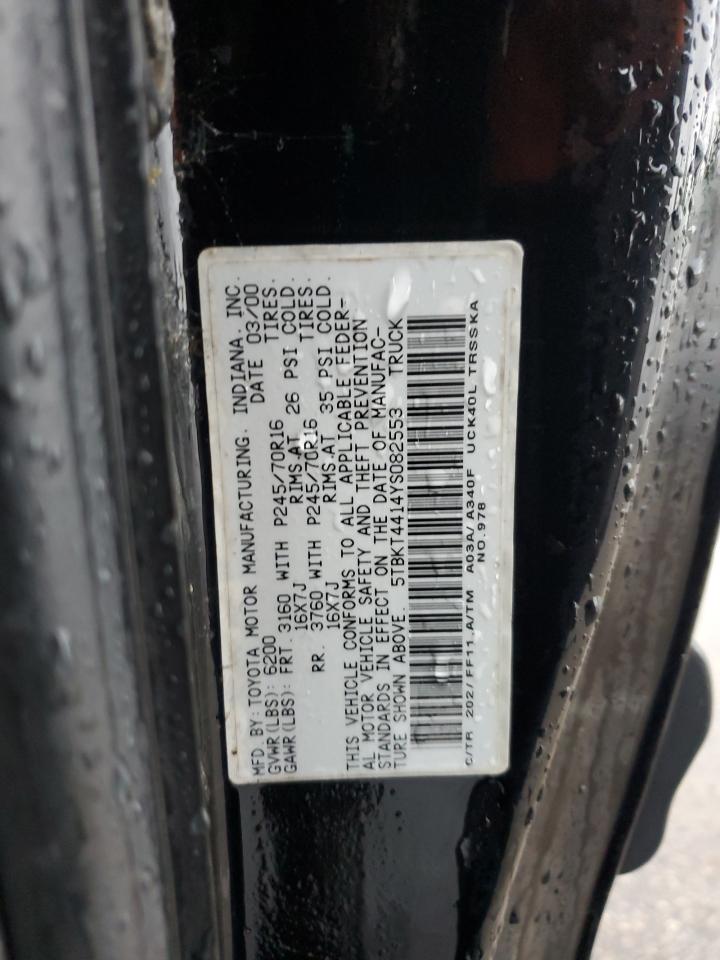 MFD. BY: TOYOTA MOTOR MANUFACTURING. INDIANA, INC.
GVWR(LBS): 6200 DATE 03/00
GAWR(LBS): FRT. 3160 WITH P245/70R16 TIRES.
16X7J RIMS.AT 26 PSI COLD.
RR. 3760 WITH P245/70R16 TIRES.
16X7J RIMS.AT 35 PSI COLD.
THIS VEHICLE CONFORMS TO ALL APPLICABLE FEDER-
AL MOTOR VEHICLE SAFETY AND THEFT PREVENTION
STANDARDS IN EFFECT ON THE DATE OF MANUFAC-
TURE SHOWN ABOVE. 5TBKT4414YS082553 TRUCK
C/TR 202/FF11.A/TM A03A/A340F UCK40L TRSSKA
NO.978